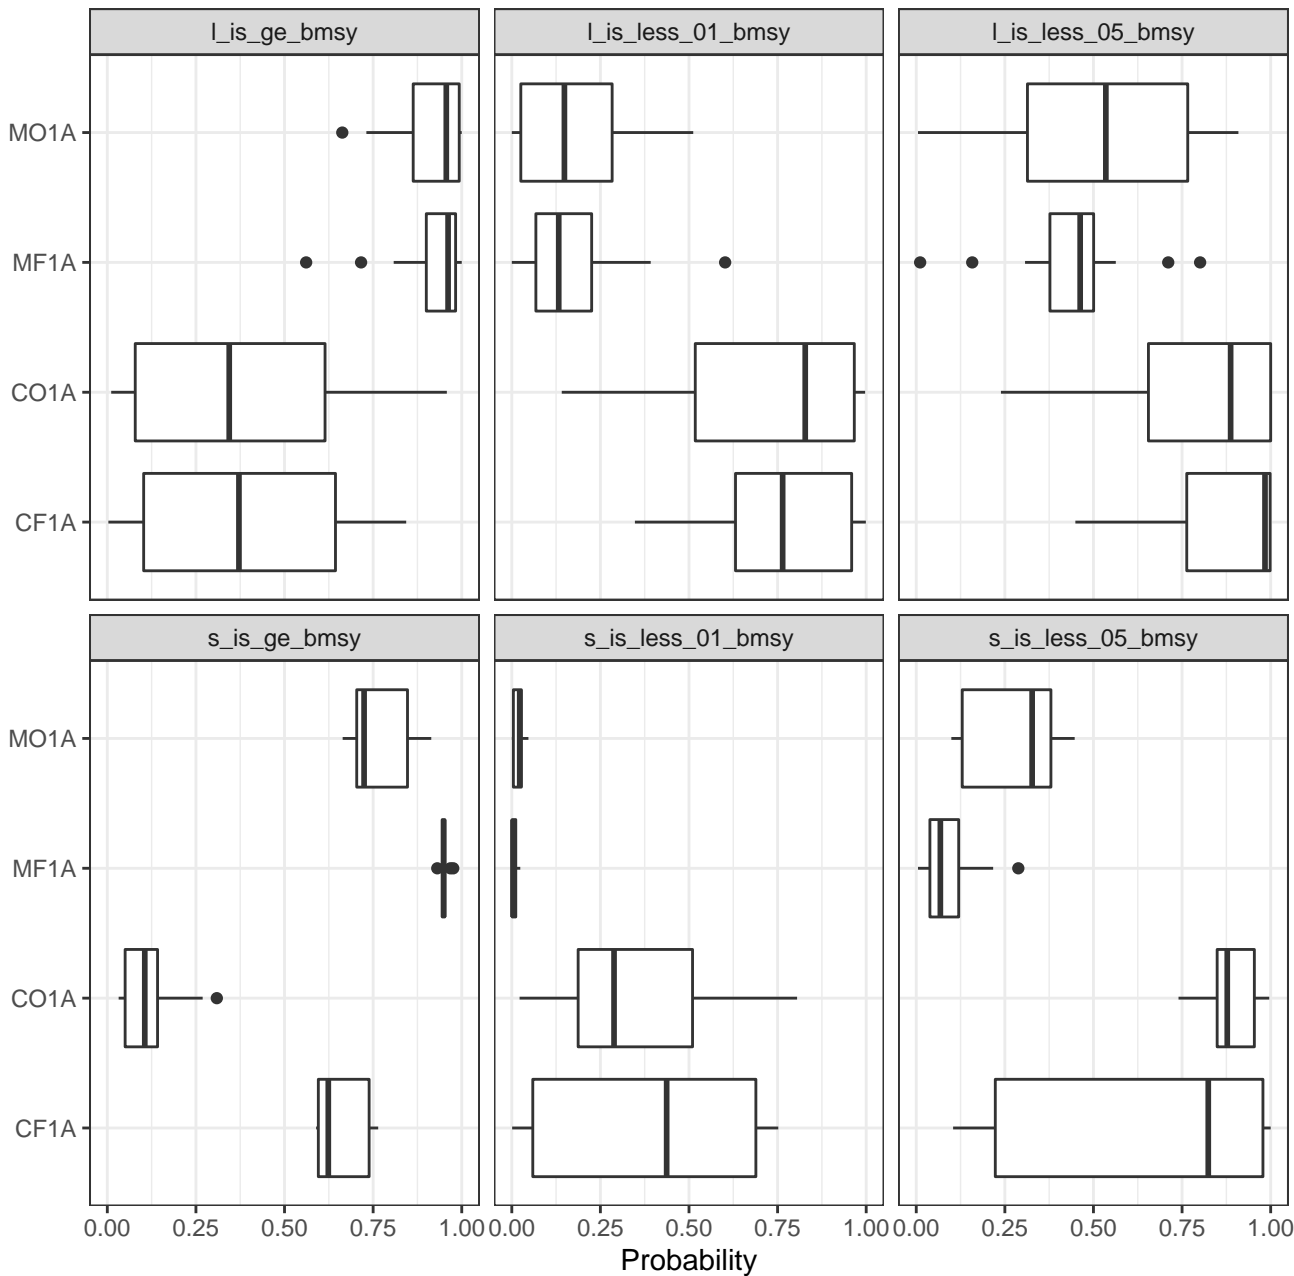 l_is_ge_bmsy l_is_less_01_bmsy l_is_less_05_bmsy
MO1A
MF1A
CO1A
CF1A
s_is_ge_bmsy s_is_less_01_bmsy s_is_less_05_bmsy
MO1A
MF1A
CO1A
CF1A
0.00 0.25 0.50 0.75 1.00 0.00 0.25 0.50 0.75 1.00 0.00 0.25 0.50 0.75 1.00
Probability